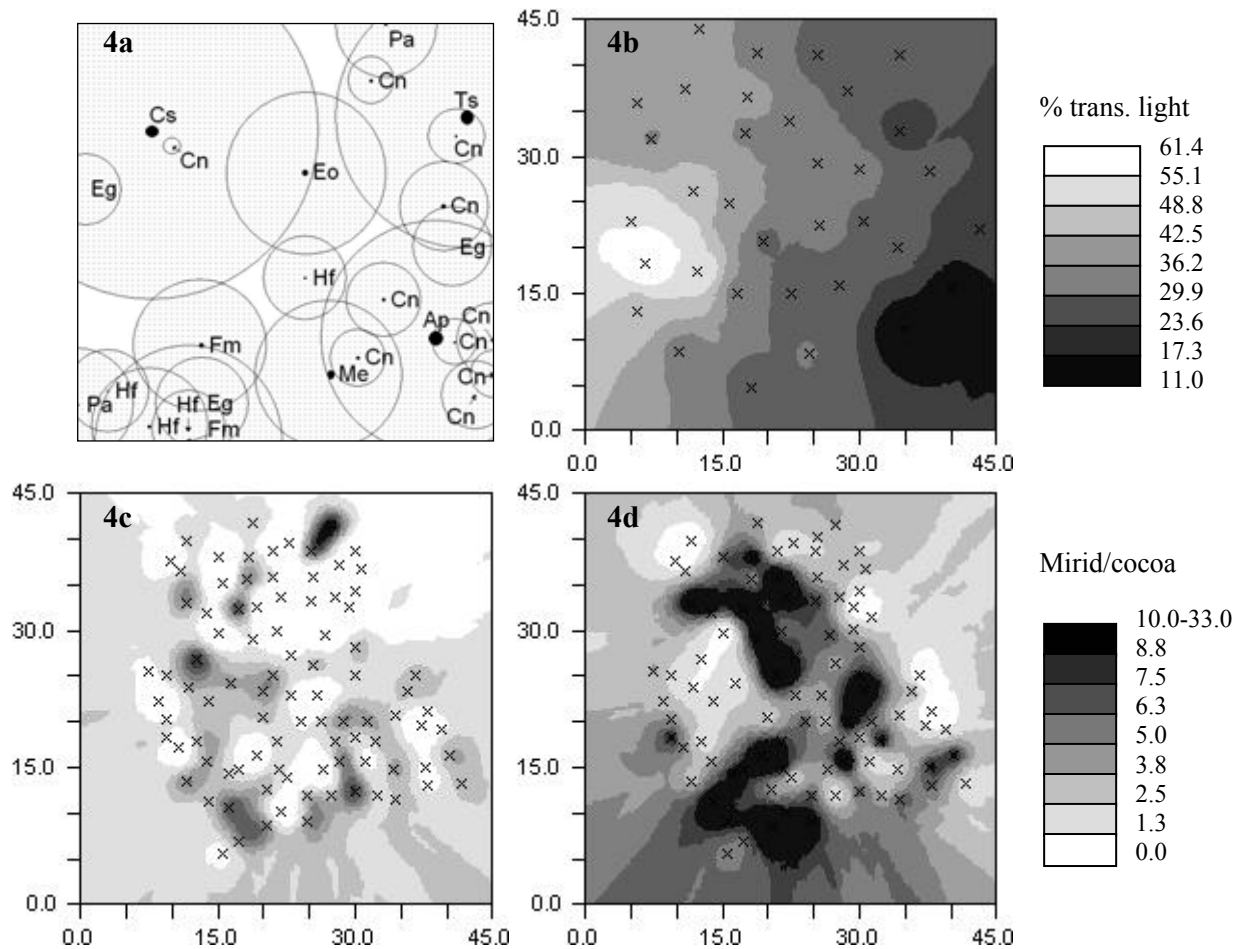 4a
Pa
Cn
Cs
Ts
Cn
Cn
Eg
Eo
Cn
Eg
Hf
Cn
Cn
Ap
Cn
Fm
Cn
Me
Cn
Hf
Hf
Eg
Pa
Cn
Hf
Fm
4b
45.0
30.0
15.0
0.0
0.0 15.0 30.0 45.0
% trans. light
61.4
55.1
48.8
42.5
36.2
29.9
23.6
17.3
11.0
4c
45.0
30.0
15.0
0.0
0.0 15.0 30.0 45.0
4d
45.0
30.0
15.0
0.0
0.0 15.0 30.0 45.0
Mirid/cocoa
10.0-33.0
8.8
7.5
6.3
5.0
3.8
2.5
1.3
0.0